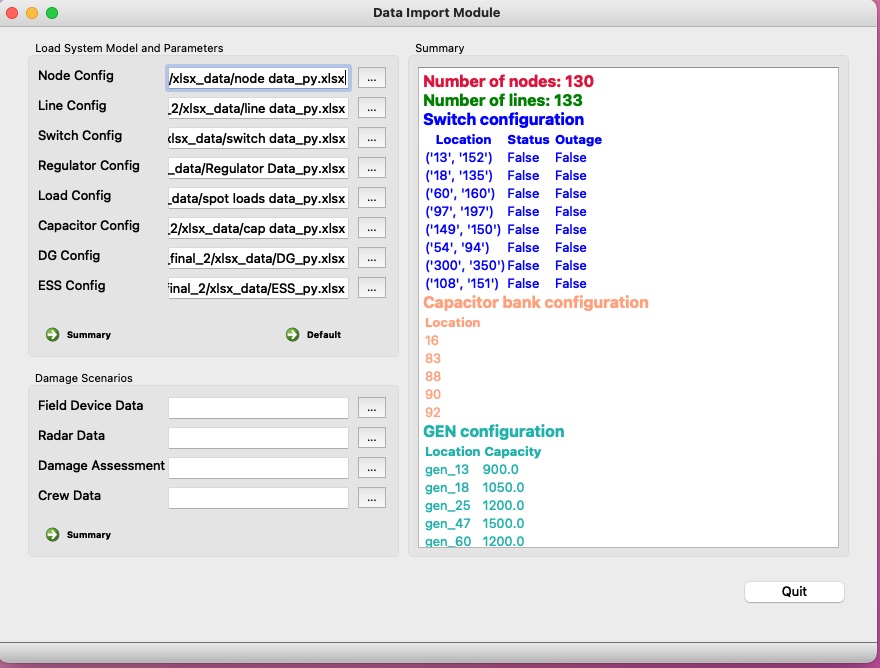 Data Import Module
Load System Model and Parameters
Node Config
/xlsx_data/node data_py.xlsx
...
Line Config
_2/xlsx_data/line data_py.xlsx
...
Switch Config
xlsx_data/switch data_py.xlsx
...
Regulator Config
_data/Regulator Data_py.xlsx
...
Load Config
_data/spot loads data_py.xlsx
...
Capacitor Config
_2/xlsx_data/cap data_py.xlsx
...
DG Config
_final_2/xlsx_data/DG_py.xlsx
...
ESS Config
final_2/xlsx_data/ESS_py.xlsx
...
Summary
Default
Damage Scenarios
Field Device Data
...
Radar Data
...
Damage Assessment
...
Crew Data
...
Summary
Summary
Number of nodes: 130
Number of lines: 133
Switch configuration
Location Status Outage
('13', '152') False False
('18', '135') False False
('60', '160') False False
('97', '197') False False
('149', '150') False False
('54', '94') False False
('300', '350') False False
('108', '151') False False
Capacitor bank configuration
Location
16
83
88
90
92
GEN configuration
Location Capacity
gen_13 900.0
gen_18 1050.0
gen_25 1200.0
gen_47 1500.0
gen_60 1200.0
Quit